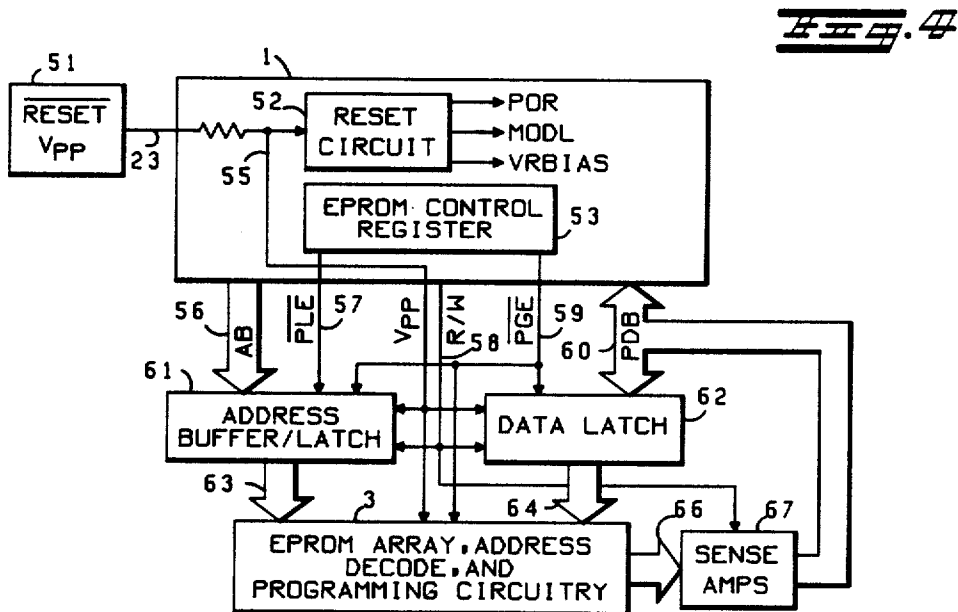 Fig. 4
51
RESET
VPP
23
1
52
RESET
CIRCUIT
POR
MODL
VRBIAS
55
EPROM CONTROL
REGISTER
53
56
AB
PLE
57
VPP
R/W
58
PGE
59
60
PDB
61
ADDRESS
BUFFER/LATCH
62
DATA LATCH
63
3
64
66
67
EPROM ARRAY, ADDRESS
DECODE, AND
PROGRAMMING CIRCUITRY
SENSE
AMPS